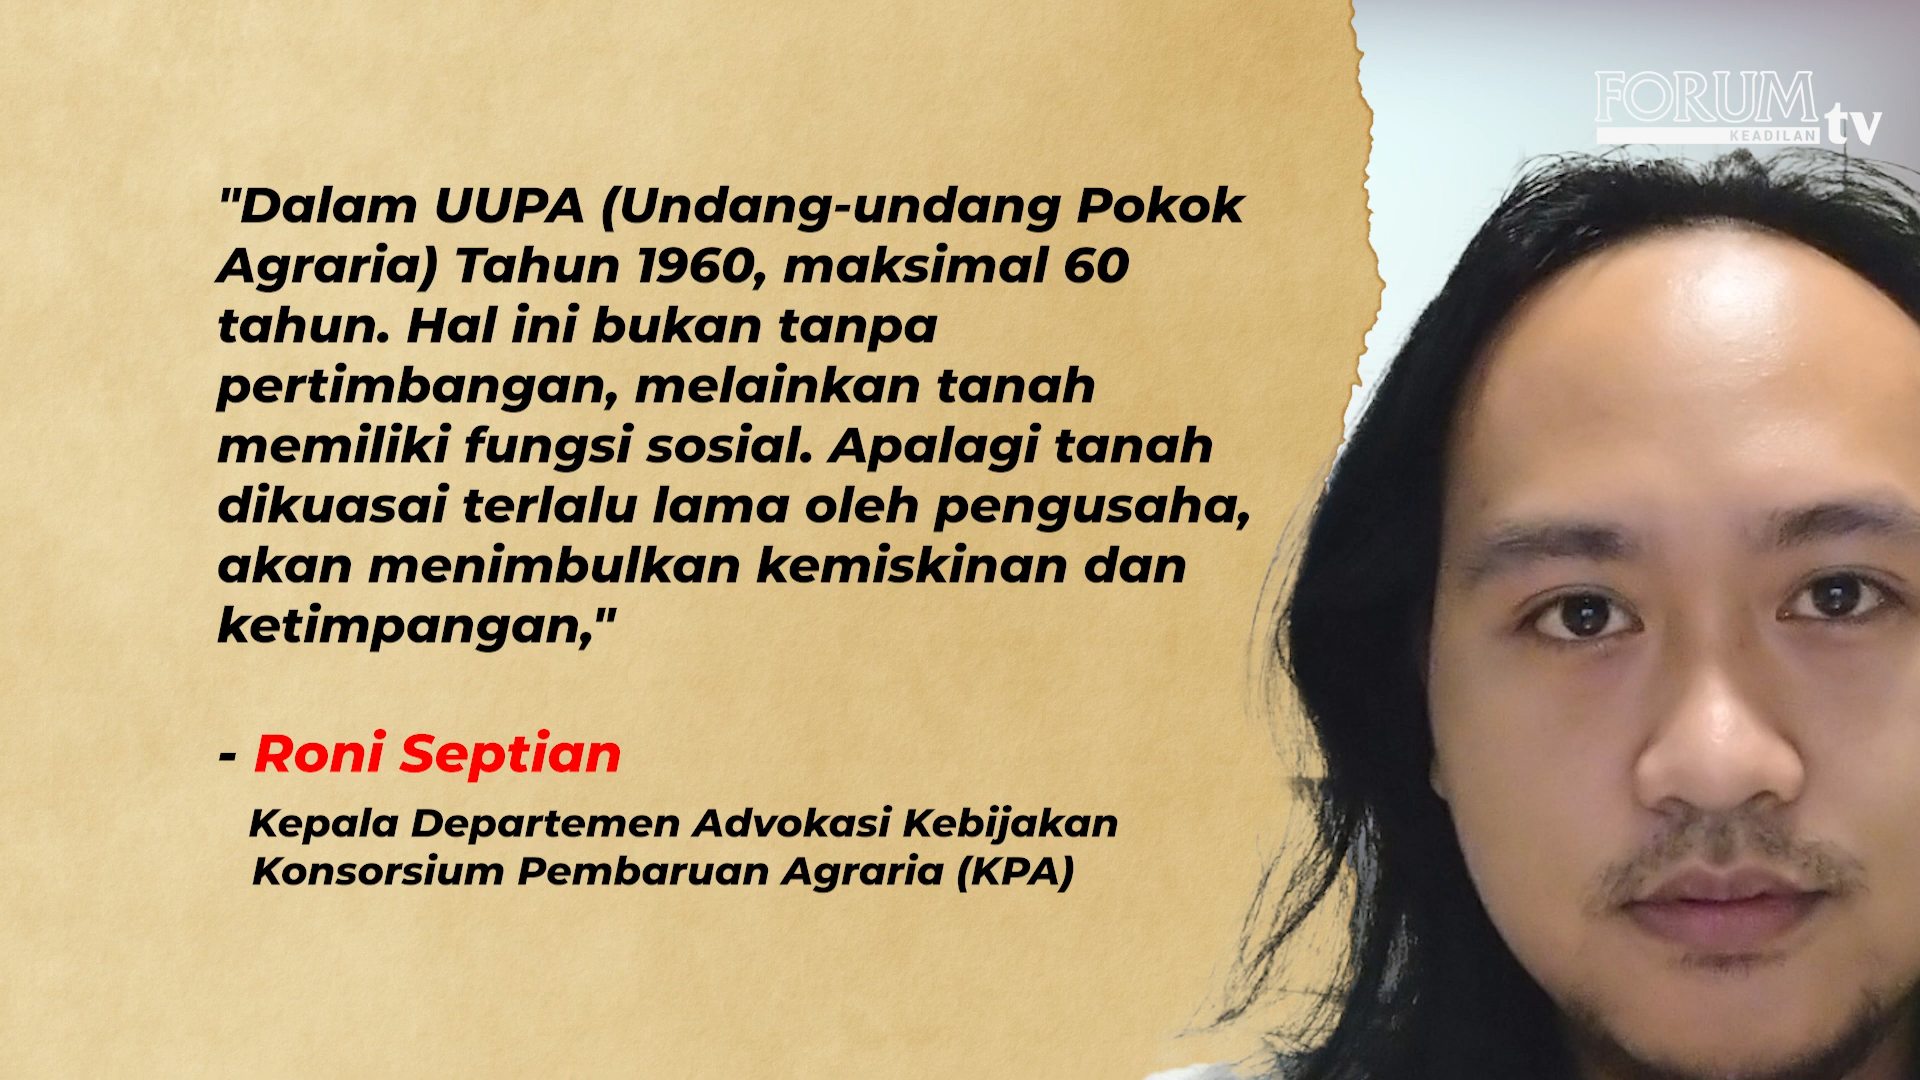 FORUM
KEADILAN
tv
"Dalam UUPA (Undang-undang Pokok
Agraria) Tahun 1960, maksimal 60
tahun. Hal ini bukan tanpa
pertimbangan, melainkan tanah
memiliki fungsi sosial. Apalagi tanah
dikuasai terlalu lama oleh pengusaha,
akan menimbulkan kemiskinan dan
ketimpangan,"
- Roni Septian
Kepala Departemen Advokasi Kebijakan
Konsorsium Pembaruan Agraria (KPA)